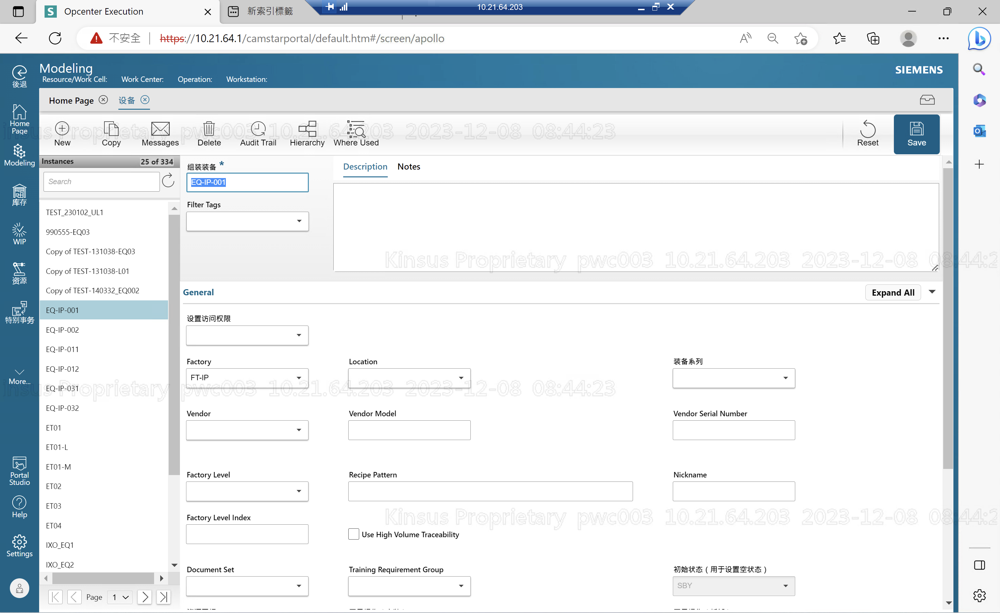 Opcenter Execution
新索引標籤
10.21.64.203
不安全
https://10.21.64.1/camstarportal/default.htm#/screen/apollo
Modeling
SIEMENS
Resource/Work Cell: Work Center: Operation: Workstation:
後退
Home Page
Modeling
库存
WIP
资源
特别事务
More...
Portal Studio
Help
Settings
Home Page
设备
New
Copy
Messages
Delete
Audit Trail
Hierarchy
Where Used
Reset
Save
Kinsus Proprietary pwc003 10.21.64.203 2023-12-08 08:44:23
Instances 25 of 334
Search
TEST_230102_UL1
990555-EQ03
Copy of TEST-131038-EQ03
Copy of TEST-131038-L01
Copy of TEST-140332_EQ002
EQ-IP-001
EQ-IP-002
EQ-IP-011
EQ-IP-012
EQ-IP-031
EQ-IP-032
ET01
ET01-L
ET01-M
ET02
ET03
ET04
IXO_EQ1
IXO_EQ2
Page 1
组装装备 *
EQ-IP-001
Filter Tags
Description Notes
Kinsus Proprietary pwc003 10.21.64.203 2023-12-08 08:44:2
General
Expand All
设置访问权限
Factory
FT-IP
Location
装备系列
insus Proprietary pwc003 10.21.64.203 2023-12-08 08:44:23
Vendor
Vendor Model
Vendor Serial Number
Factory Level
Recipe Pattern
Nickname
Factory Level Index
Use High Volume Traceability
Kinsus Proprietary pwc003 10.21.64.203 2023-12-08 08:44:2
Document Set
Training Requirement Group
初始状态（用于设置空状态）
SBY